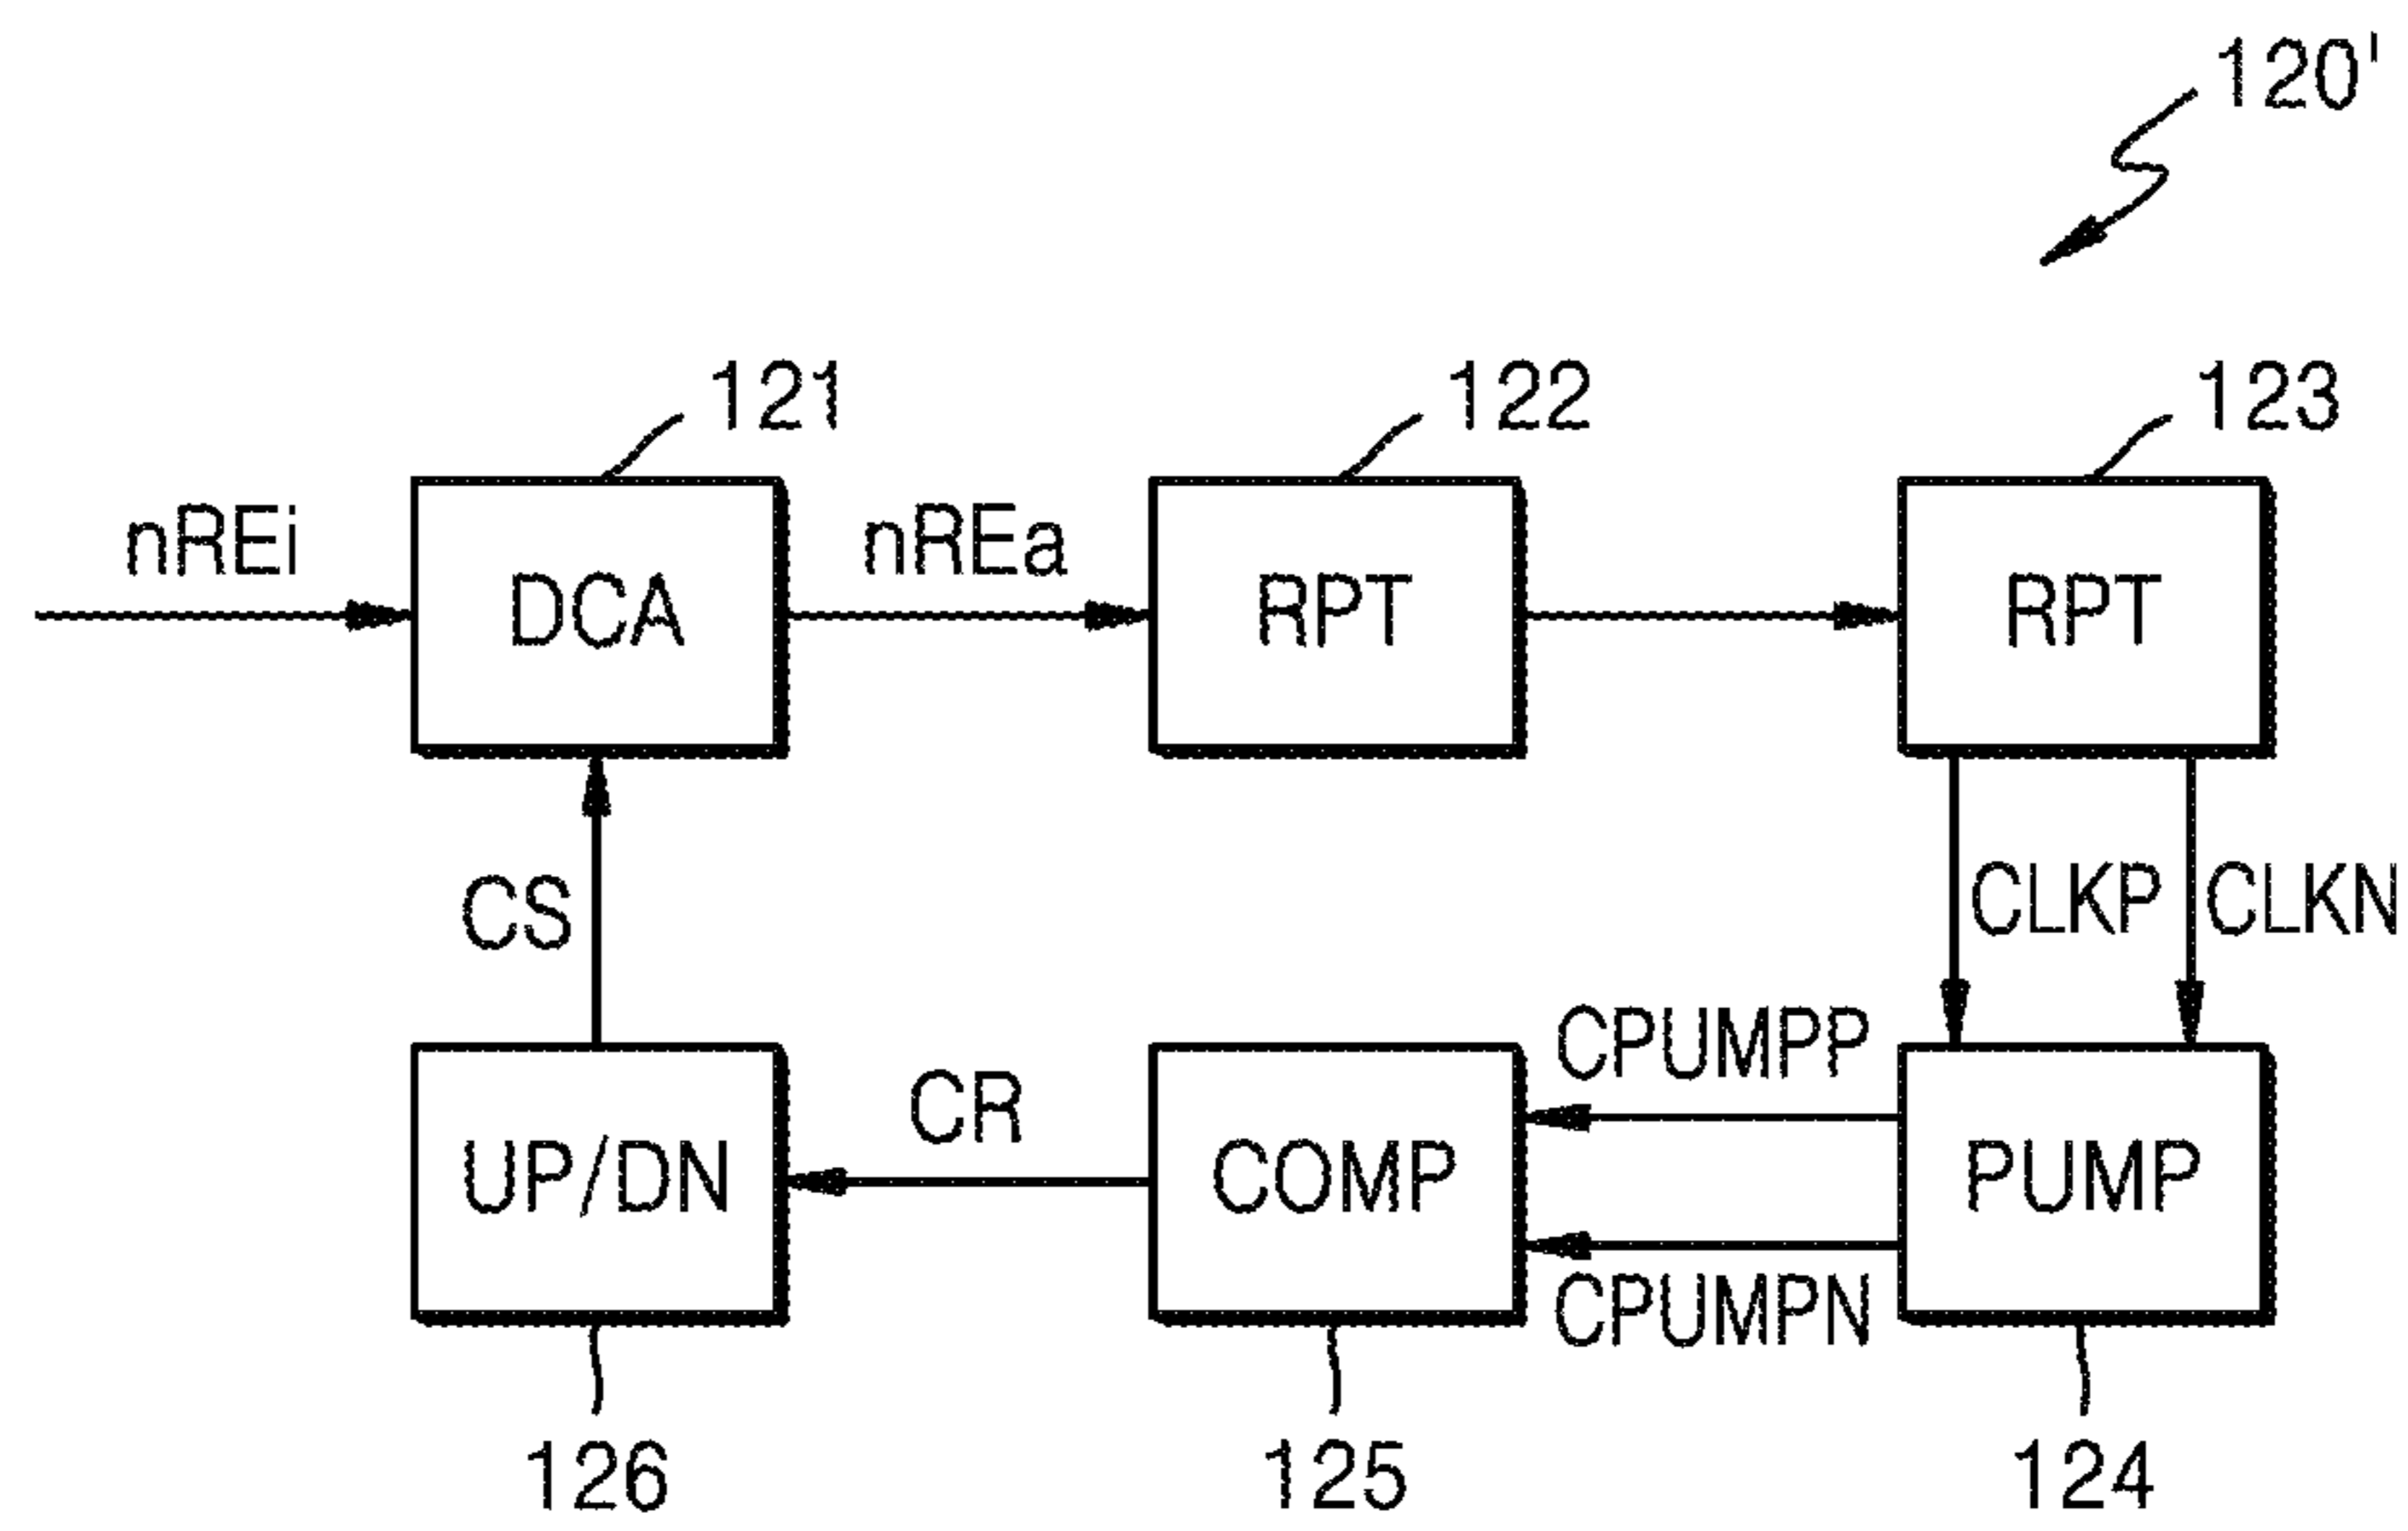 120'
121
122
123
nREi
DCA
nREa
RPT
RPT
CS
CLKP
CLKN
UP/DN
CR
COMP
CPUMPP
CPUMPN
PUMP
126
125
124